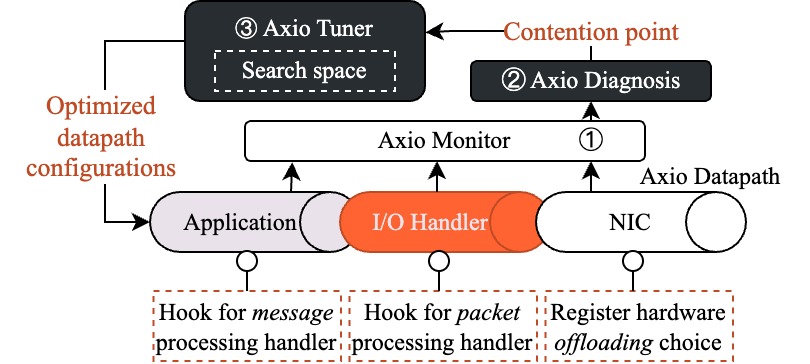 ③ Axio Tuner
Search space
Contention point
② Axio Diagnosis
Optimized
datapath
configurations
Axio Monitor ①
Axio Datapath
Application
I/O Handler
NIC
Hook for message
processing handler
Hook for packet
processing handler
Register hardware
offloading choice